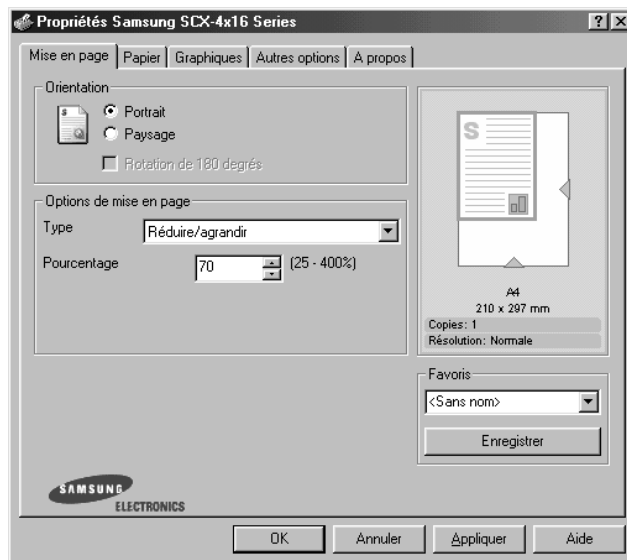 Propriétés Samsung SCX-4x16 Series
Mise en page Papier Graphiques Autres options A propos
Orientation
Portrait
Paysage
Rotation de 180 degrés
Options de mise en page
Type Réduire/agrandir
Pourcentage 70 (25 - 400%)
S
S
A4
210 x 297 mm
Copies: 1
Résolution: Normale
Favoris
<Sans nom>
Enregistrer
SAMSUNG
ELECTRONICS
OK Annuler Appliquer Aide